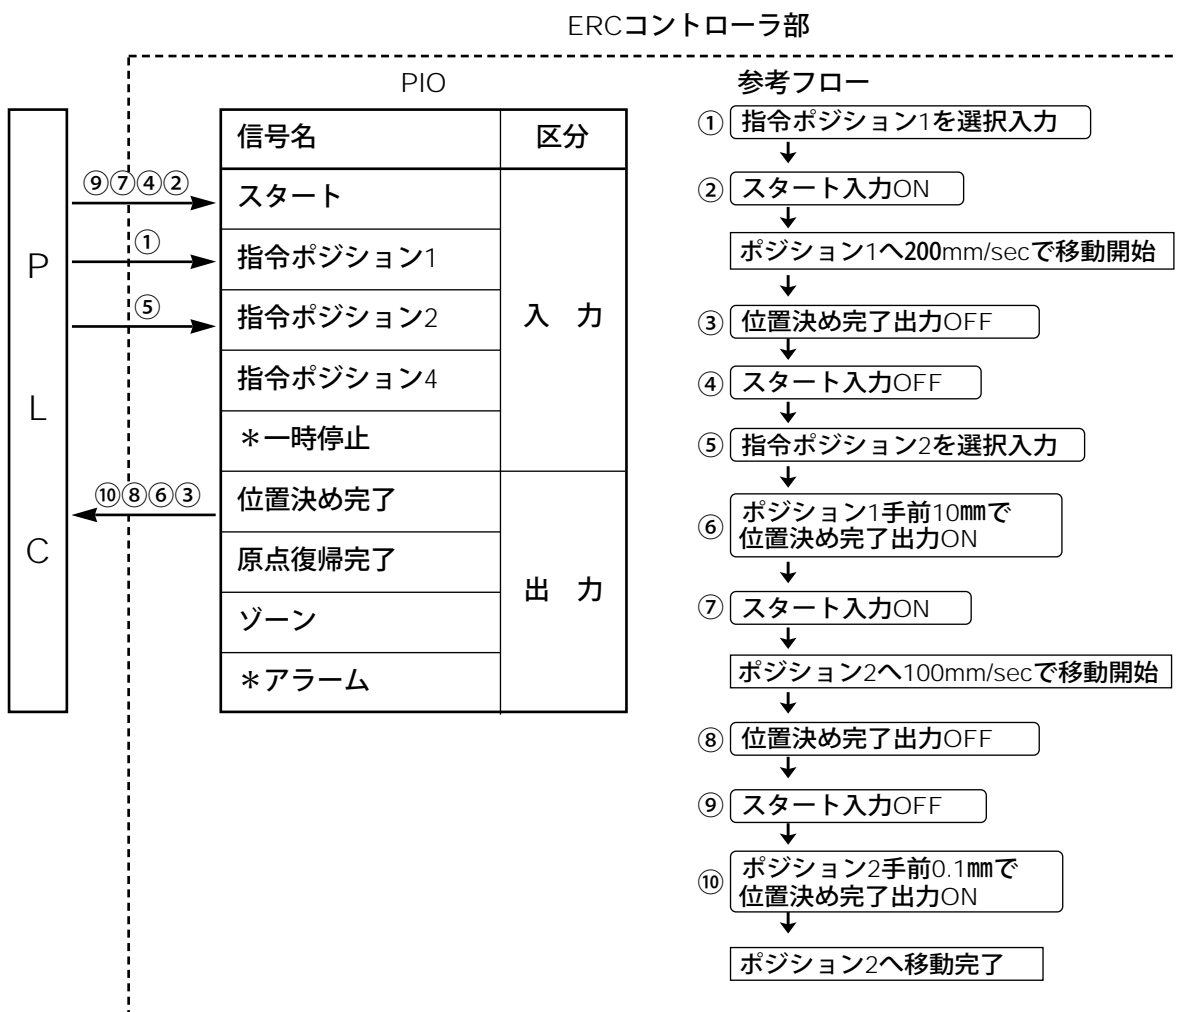 ERCコントローラ部
PIO
参考フロー
P
L
C
信号名 区分
⑨⑦④② スタート
① 指令ポジション1
⑤ 指令ポジション2
入 力
指令ポジション4
＊一時停止
⑩⑧⑥③ 位置決め完了
原点復帰完了
出 力
ゾーン
＊アラーム
① 指令ポジション1を選択入力
② スタート入力ON
ポジション1へ200mm/secで移動開始
③ 位置決め完了出力OFF
④ スタート入力OFF
⑤ 指令ポジション2を選択入力
⑥ ポジション1手前10㎜で
位置決め完了出力ON
⑦ スタート入力ON
ポジション2へ100mm/secで移動開始
⑧ 位置決め完了出力OFF
⑨ スタート入力OFF
⑩ ポジション2手前0.1㎜で
位置決め完了出力ON
ポジション2へ移動完了